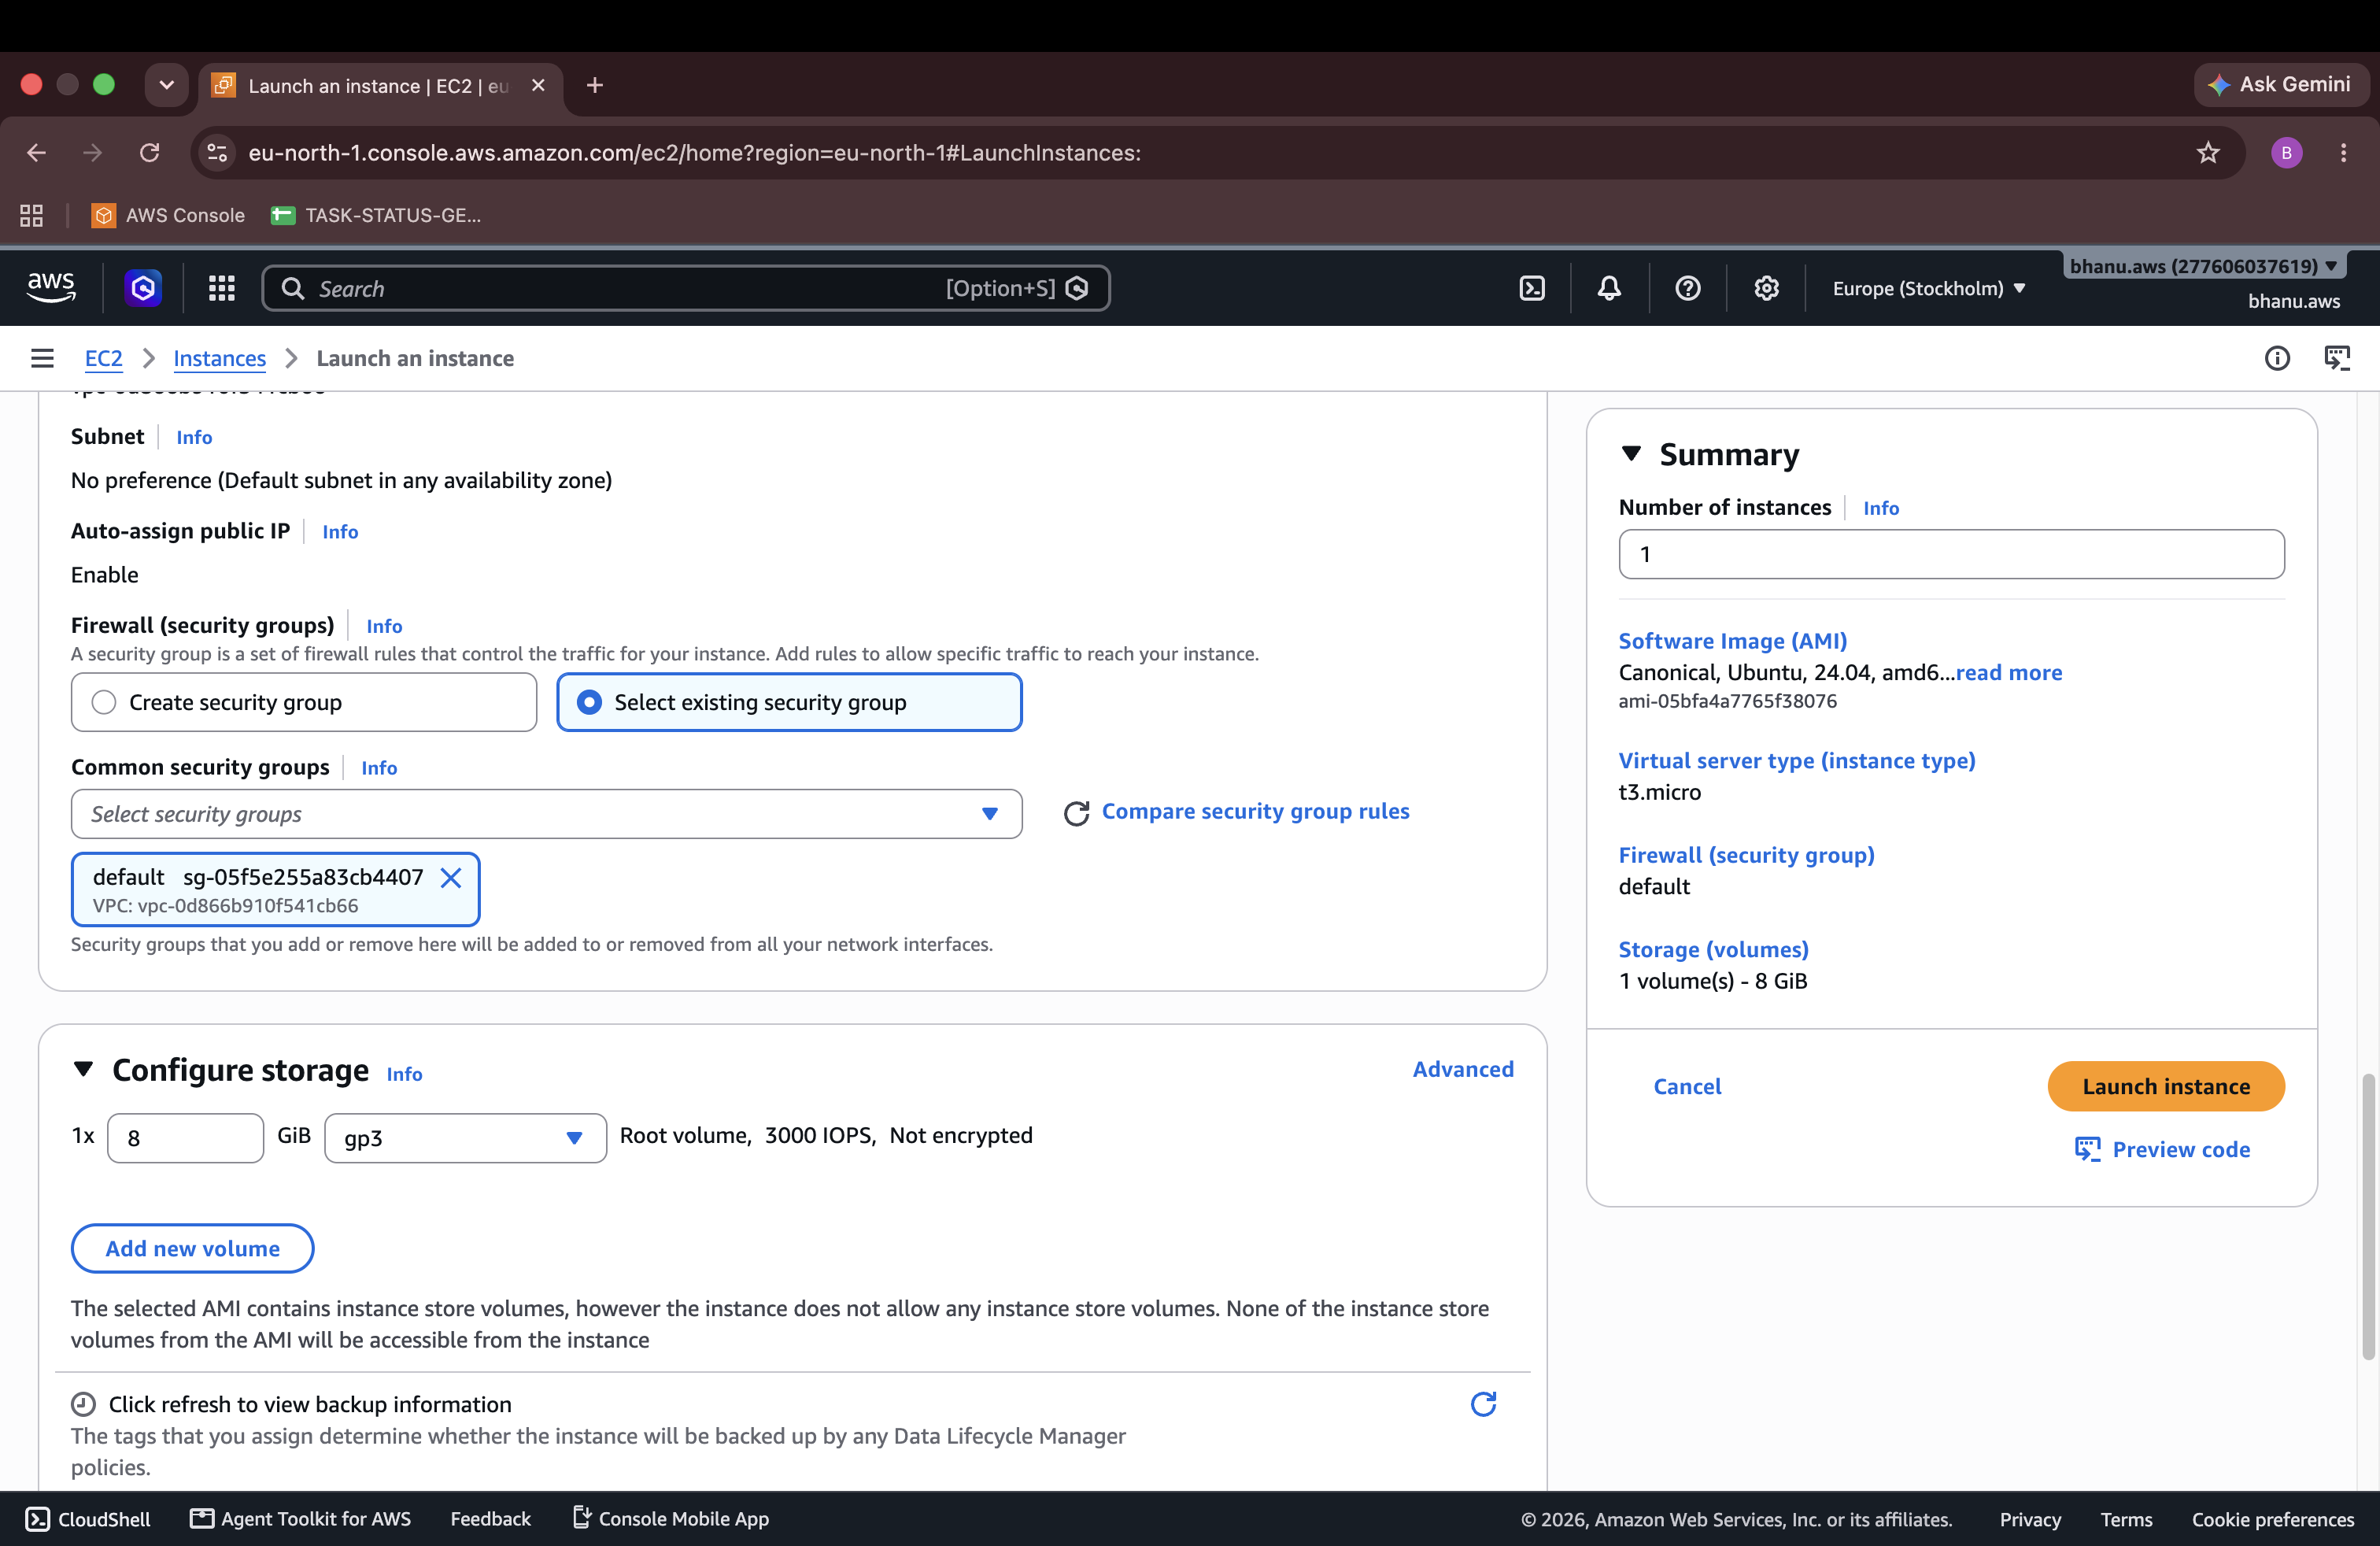 Launch an instance | EC2 | eu
Ask Gemini
eu-north-1.console.aws.amazon.com/ec2/home?region=eu-north-1#LaunchInstances:
B
AWS Console
TASK-STATUS-GE...
aws
Search
[Option+S]
Europe (Stockholm)
bhanu.aws (277606037619)
bhanu.aws
EC2
Instances
Launch an instance
Subnet
Info
No preference (Default subnet in any availability zone)
Auto-assign public IP
Info
Enable
Firewall (security groups)
Info
A security group is a set of firewall rules that control the traffic for your instance. Add rules to allow specific traffic to reach your instance.
Create security group
Select existing security group
Common security groups
Info
Select security groups
Compare security group rules
default sg-05f5e255a83cb4407
VPC: vpc-0d866b910f541cb66
Security groups that you add or remove here will be added to or removed from all your network interfaces.
Configure storage
Info
Advanced
1x
8
GiB
gp3
Root volume, 3000 IOPS, Not encrypted
Add new volume
The selected AMI contains instance store volumes, however the instance does not allow any instance store volumes. None of the instance store
volumes from the AMI will be accessible from the instance
Click refresh to view backup information
The tags that you assign determine whether the instance will be backed up by any Data Lifecycle Manager
policies.
Summary
Number of instances
Info
1
Software Image (AMI)
Canonical, Ubuntu, 24.04, amd6...read more
ami-05bfa4a7765f38076
Virtual server type (instance type)
t3.micro
Firewall (security group)
default
Storage (volumes)
1 volume(s) - 8 GiB
Cancel
Launch instance
Preview code
CloudShell
Agent Toolkit for AWS
Feedback
Console Mobile App
© 2026, Amazon Web Services, Inc. or its affiliates.
Privacy
Terms
Cookie preferences